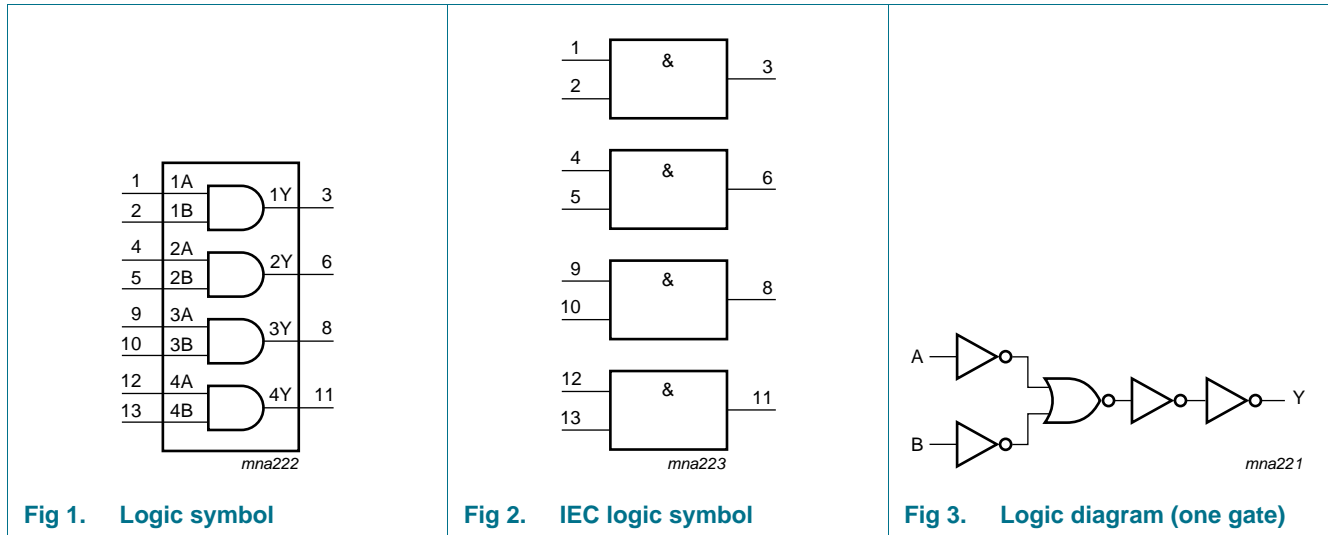 1 1A 1Y 3
2 1B
4 2A 2Y 6
5 2B
9 3A 3Y 8
10 3B
12 4A 4Y 11
13 4B
mna222
Fig 1. Logic symbol
1 & 3
2
4 & 6
5
9 & 8
10
12 & 11
13
mna223
Fig 2. IEC logic symbol
A
Y
B
mna221
Fig 3. Logic diagram (one gate)